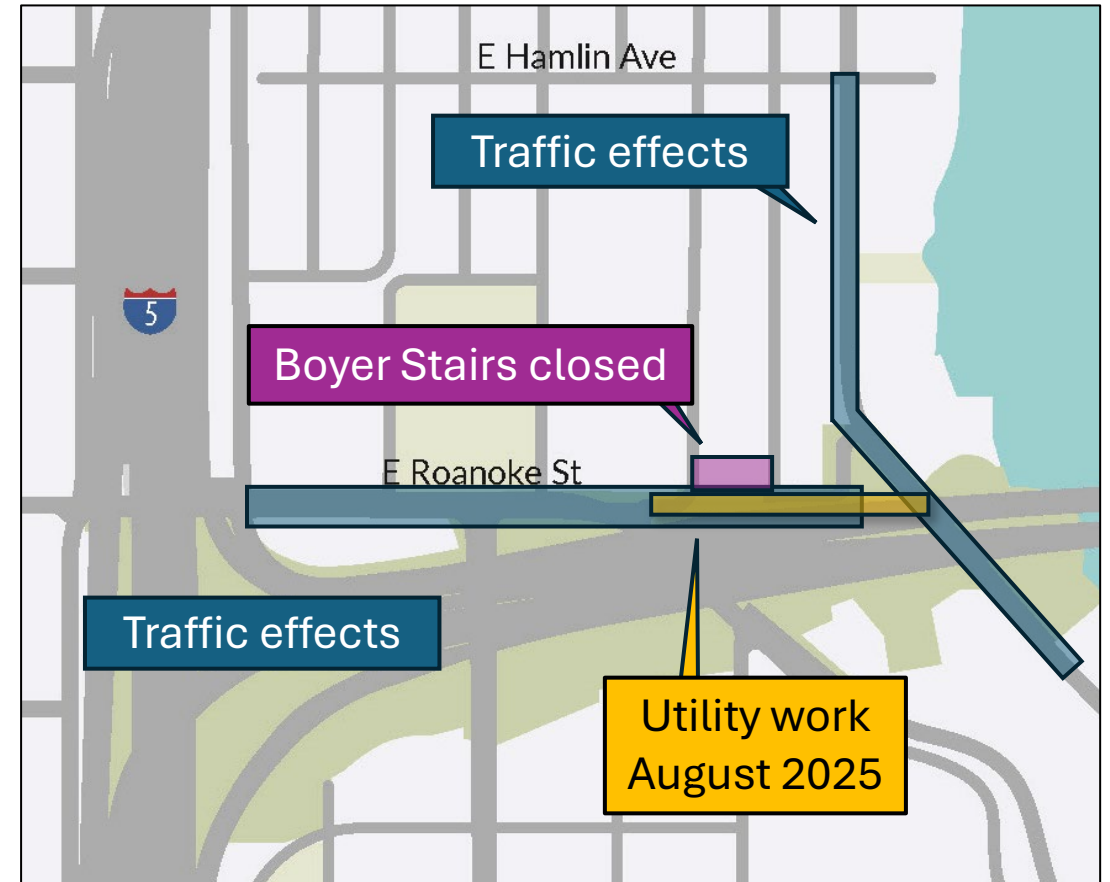 E Hamlin Ave
Traffic effects
5
Boyer Stairs closed
E Roanoke St
Traffic effects
Utility work
August 2025